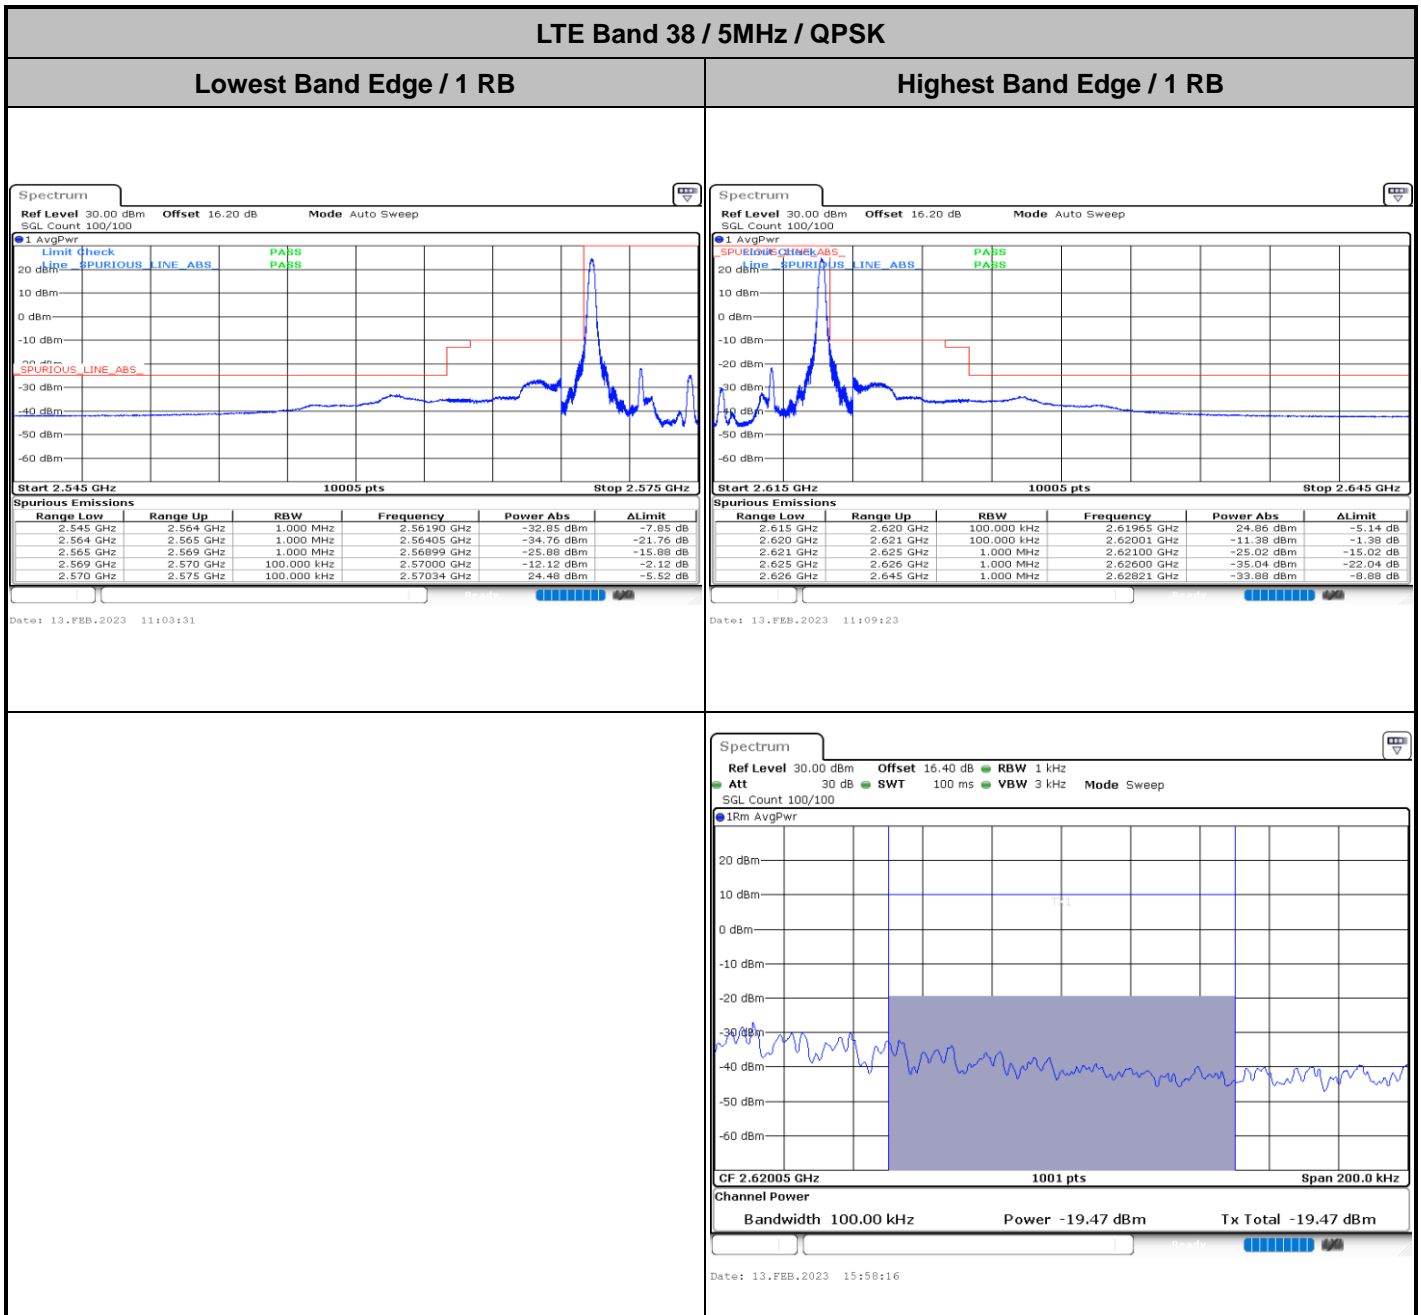 LTE Band 38 / 5MHz / QPSK
Lowest Band Edge / 1 RB
Highest Band Edge / 1 RB
Spectrum
Ref Level 30.00 dBm Offset 16.20 dB Mode Auto Sweep
SGL Count 100/100
1 AvgPwr
Limit Check PASS
Line _SPURIOUS_LINE_ABS_ PASS
20 dBm
10 dBm
0 dBm
-10 dBm
-20 dBm
_SPURIOUS_LINE_ABS_
-30 dBm
-40 dBm
-50 dBm
-60 dBm
Start 2.545 GHz 10005 pts Stop 2.575 GHz
Spurious Emissions
Range Low Range Up RBW Frequency Power Abs ΔLimit
2.545 GHz 2.564 GHz 1.000 MHz 2.56190 GHz -32.85 dBm -7.85 dB
2.564 GHz 2.565 GHz 1.000 MHz 2.56405 GHz -34.76 dBm -21.76 dB
2.565 GHz 2.569 GHz 1.000 MHz 2.56899 GHz -25.88 dBm -15.88 dB
2.569 GHz 2.570 GHz 100.000 kHz 2.57000 GHz -12.12 dBm -2.12 dB
2.570 GHz 2.575 GHz 100.000 kHz 2.57034 GHz 24.48 dBm -5.52 dB
Ready
Date: 13.FEB.2023 11:03:31
Spectrum
Ref Level 30.00 dBm Offset 16.20 dB Mode Auto Sweep
SGL Count 100/100
1 AvgPwr
_SPURIOUS_LINE_ABS_
Limit Check PASS
Line _SPURIOUS_LINE_ABS_ PASS
20 dBm
10 dBm
0 dBm
-10 dBm
-20 dBm
-30 dBm
-40 dBm
-50 dBm
-60 dBm
Start 2.615 GHz 10005 pts Stop 2.645 GHz
Spurious Emissions
Range Low Range Up RBW Frequency Power Abs ΔLimit
2.615 GHz 2.620 GHz 100.000 kHz 2.61965 GHz 24.86 dBm -5.14 dB
2.620 GHz 2.621 GHz 100.000 kHz 2.62001 GHz -11.38 dBm -1.38 dB
2.621 GHz 2.625 GHz 1.000 MHz 2.62100 GHz -25.02 dBm -15.02 dB
2.625 GHz 2.626 GHz 1.000 MHz 2.62600 GHz -35.04 dBm -22.04 dB
2.626 GHz 2.645 GHz 1.000 MHz 2.62821 GHz -33.88 dBm -8.88 dB
Ready
Date: 13.FEB.2023 11:09:23
Spectrum
Ref Level 30.00 dBm Offset 16.40 dB RBW 1 kHz
Att 30 dB SWT 100 ms VBW 3 kHz Mode Sweep
SGL Count 100/100
1Rm AvgPwr
20 dBm
10 dBm
0 dBm
-10 dBm
-20 dBm
-30 dBm
-40 dBm
-50 dBm
-60 dBm
CF 2.62005 GHz 1001 pts Span 200.0 kHz
Channel Power
Bandwidth 100.00 kHz Power -19.47 dBm Tx Total -19.47 dBm
Ready
Date: 13.FEB.2023 15:58:16